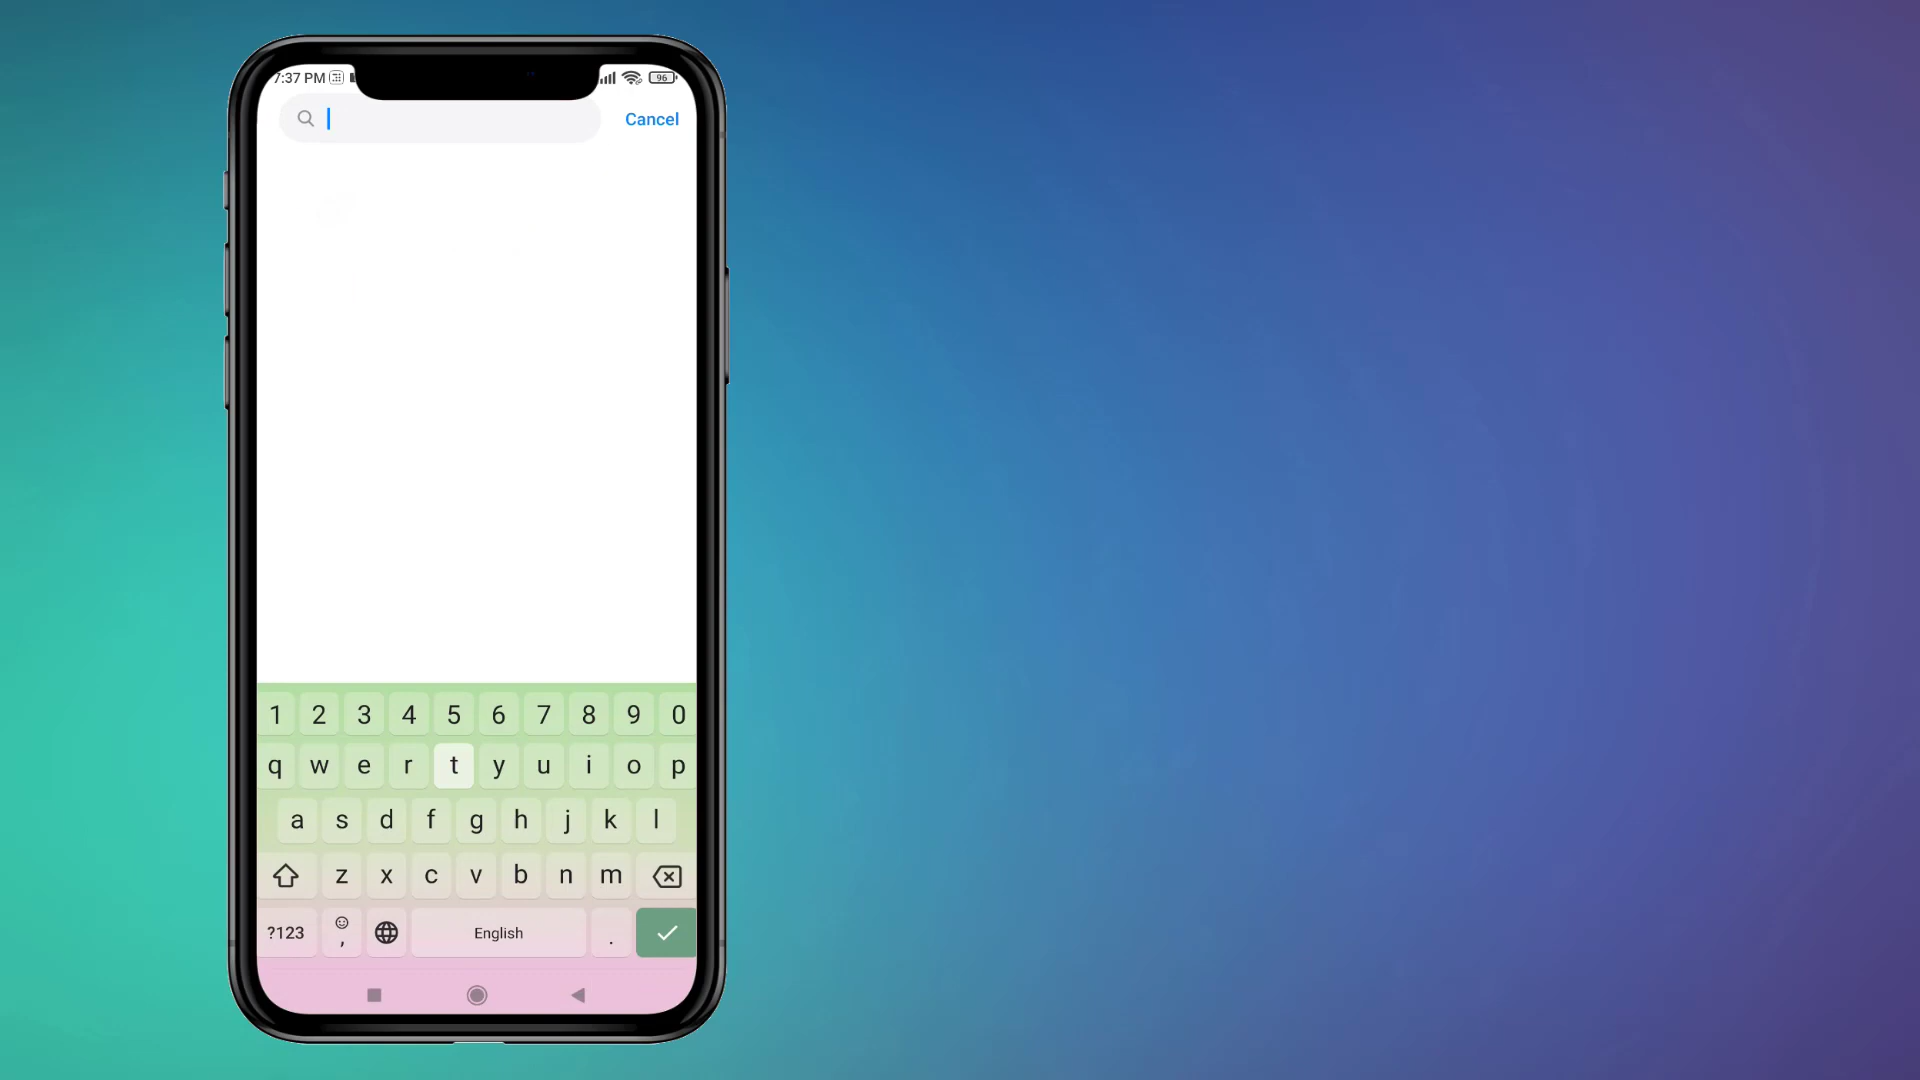 7:37 PM 96
Cancel
1 2 3 4 5 6 7 8 9 0
q w e r t y u i o p
a s d f g h j k l
z x c v b n m
?123 , English .